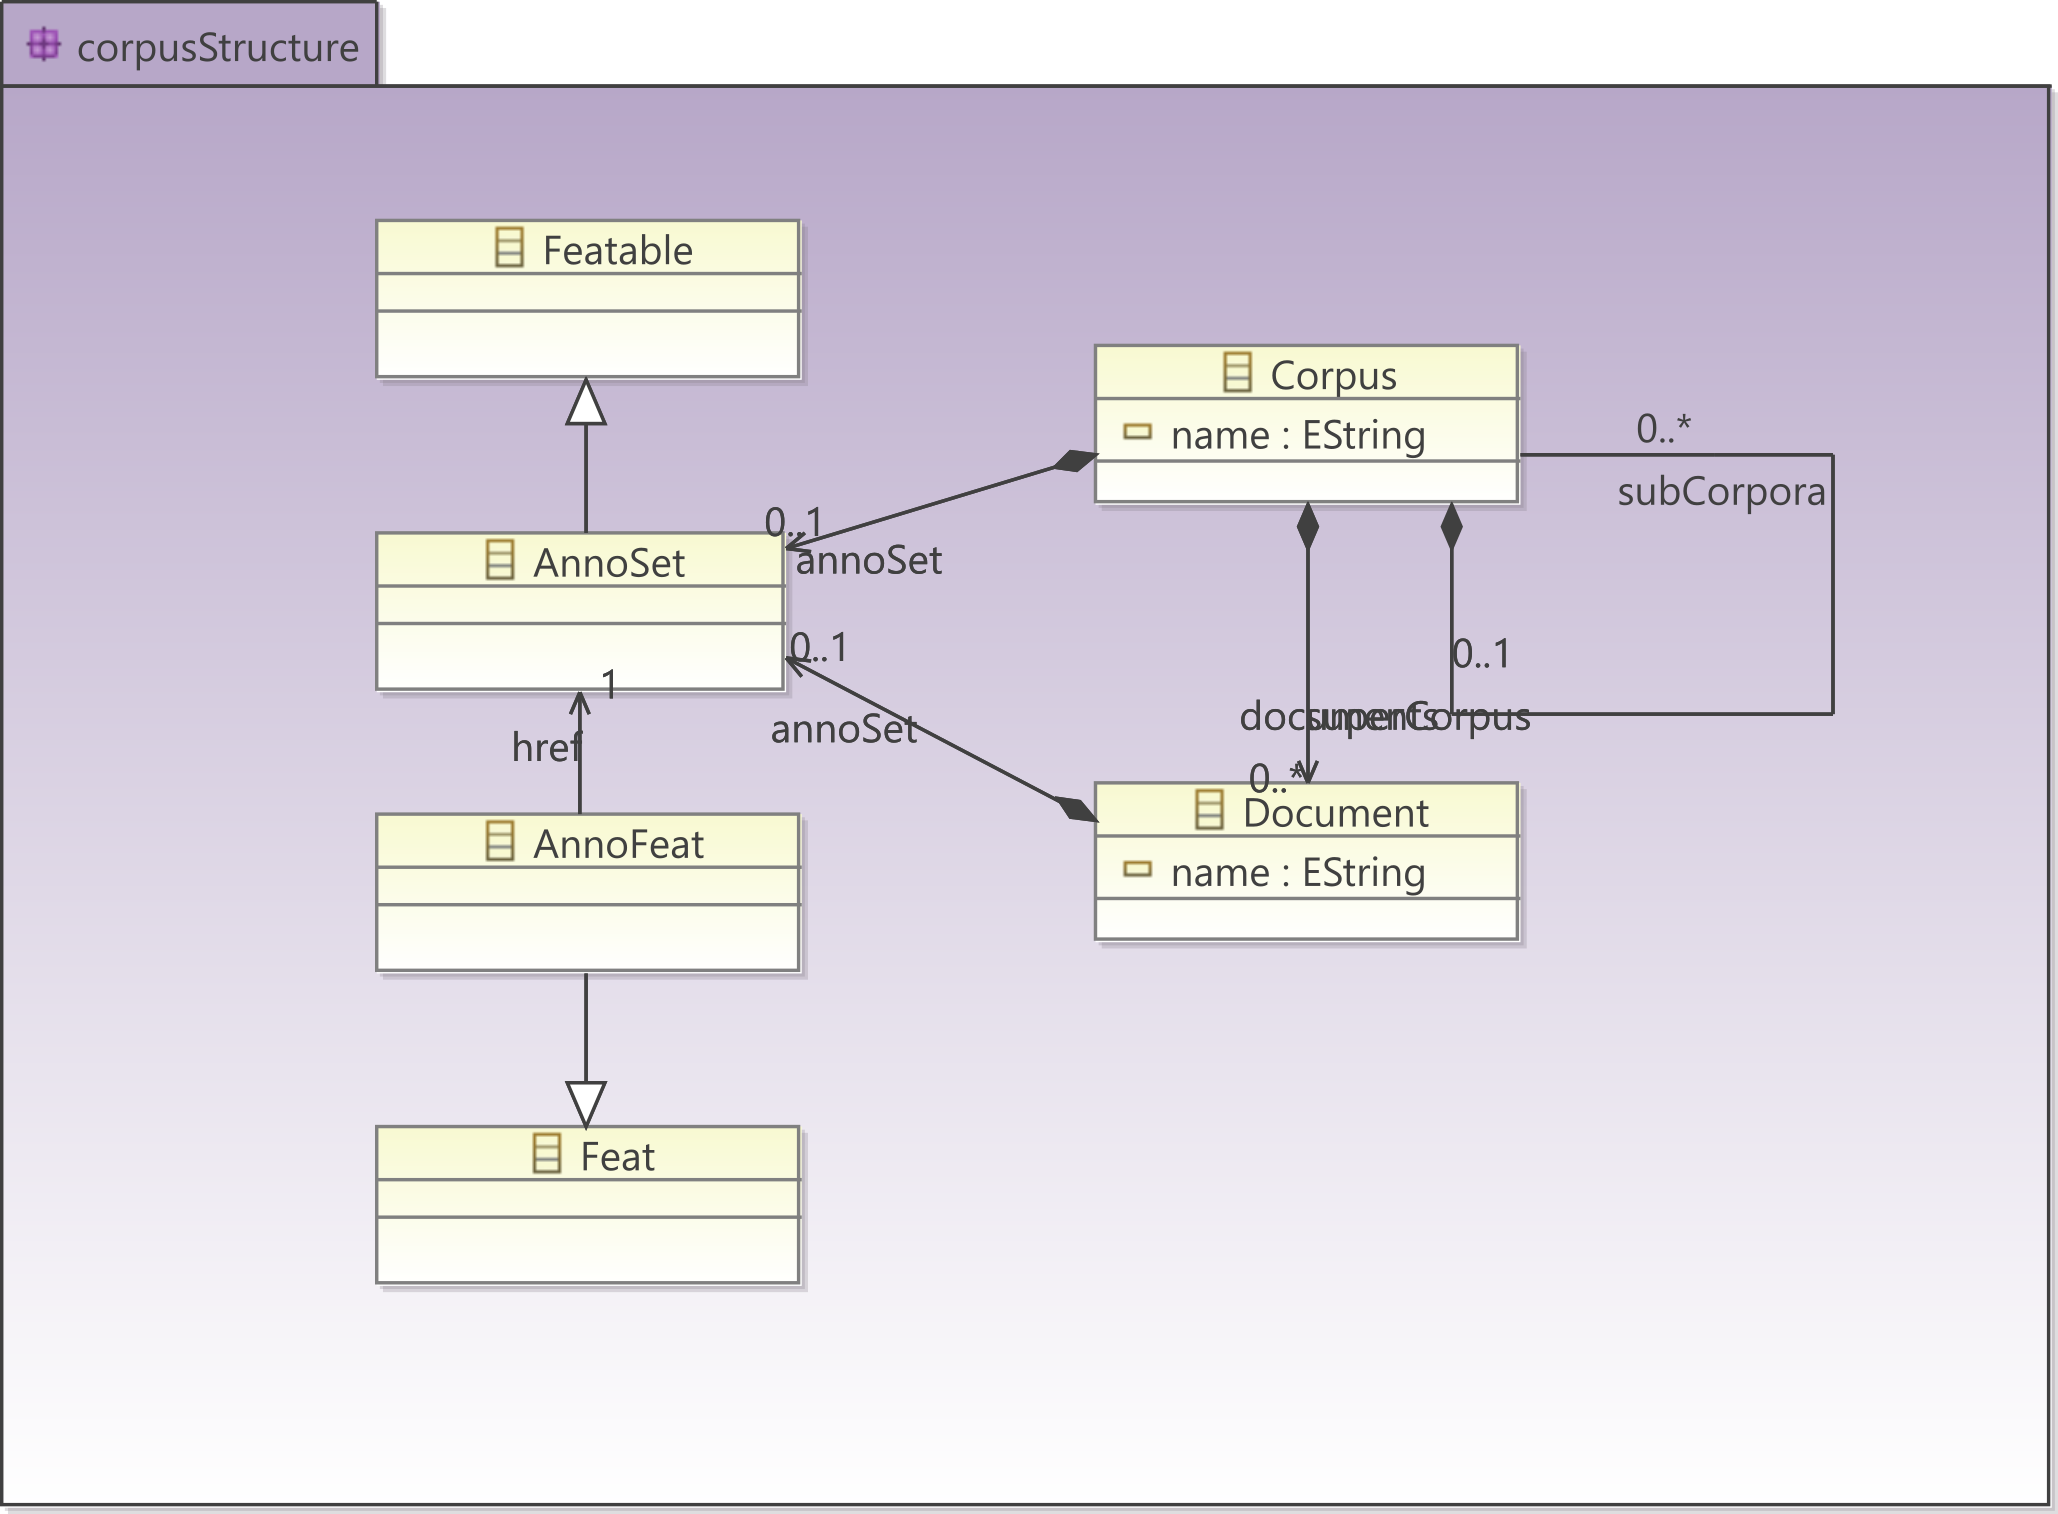 corpusStructure
Featable
Corpus
name : EString
0..*
subCorpora
0..1
annoSet
AnnoSet
0..1
0..1
1
annoSet
documents
superCorpus
href
0..*
Document
name : EString
AnnoFeat
Feat